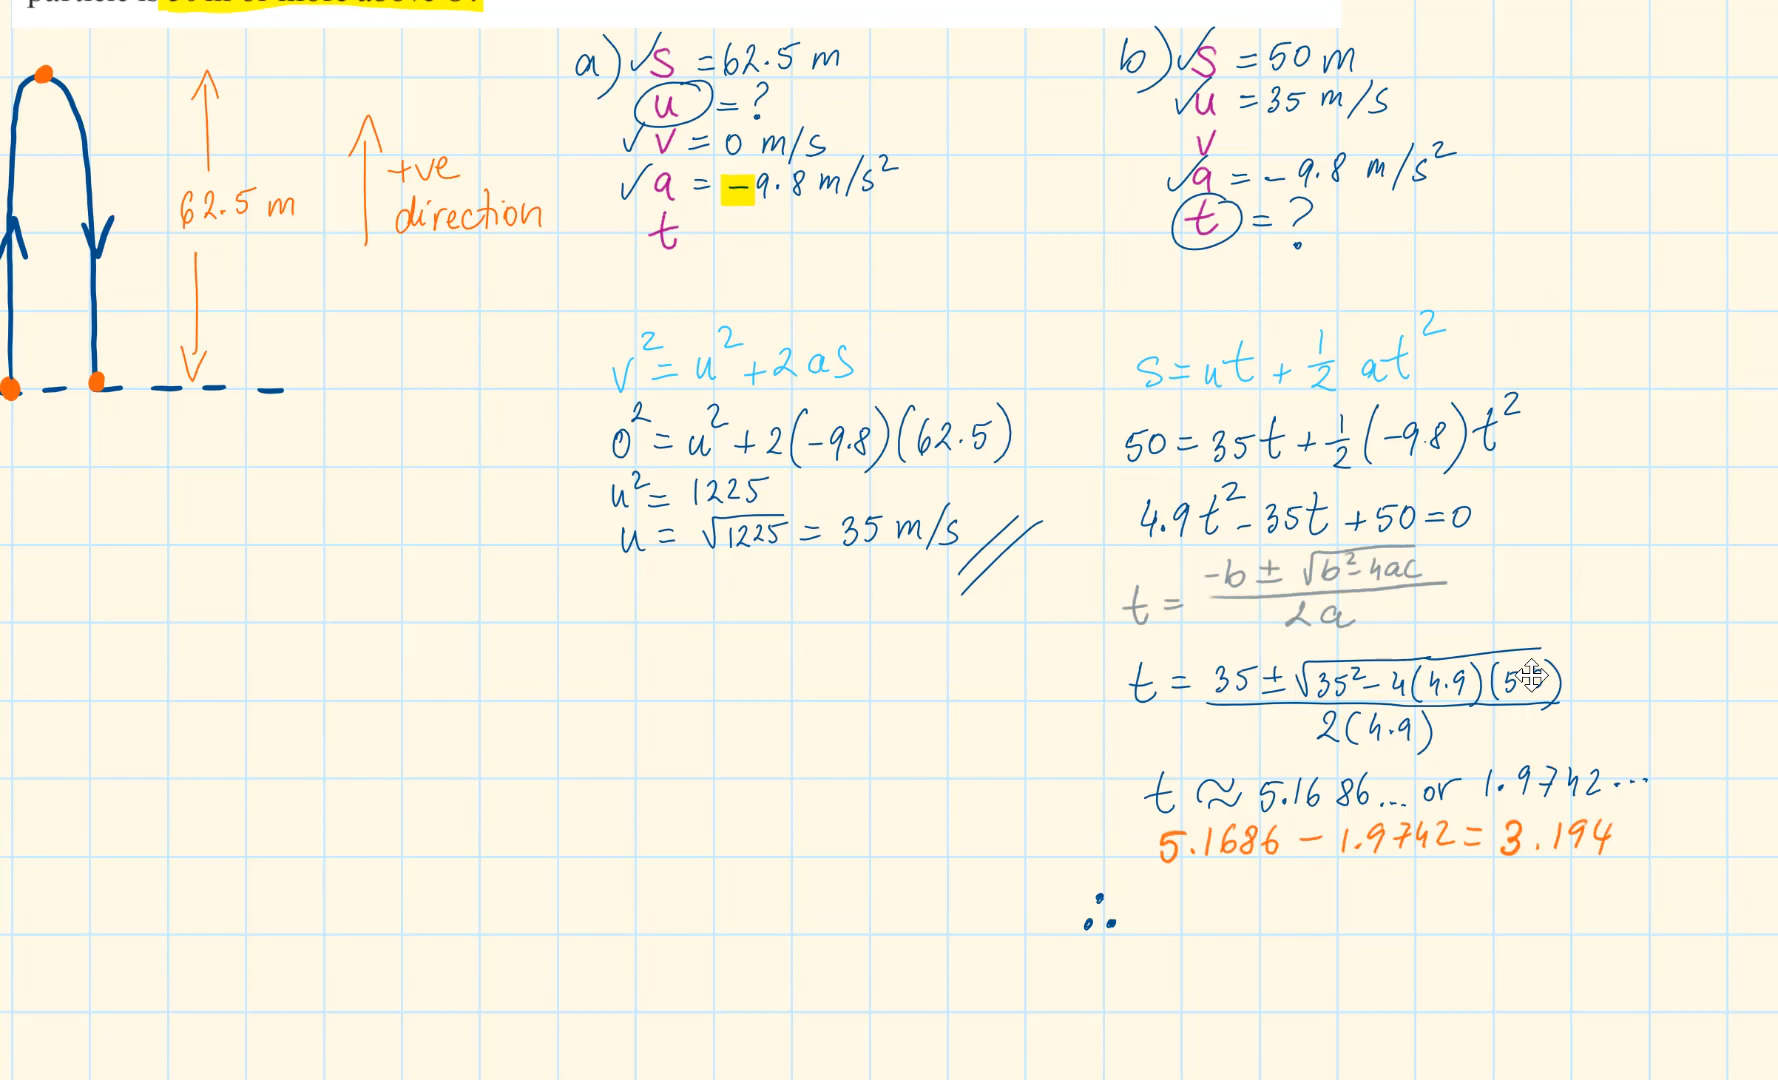 62.5 m
+ve
direction
a) ✓s = 62.5 m
u = ?
✓ v = 0 m/s
✓ a = -9.8 m/s²
t
v² = u² + 2as
0² = u² + 2(-9.8)(62.5)
u² = 1225
u = √1225 = 35 m/s
b) ✓s = 50 m
✓u = 35 m/s
v
✓a = -9.8 m/s²
t = ?
s = ut + 1/2 at²
50 = 35t + 1/2 (-9.8)t²
4.9t² - 35t + 50 = 0
t = -b ± √b²-4ac / 2a
t = 35 ± √35² - 4(4.9)(5 ) / 2(4.9)
t ≈ 5.1686... or 1.9742...
5.1686 - 1.9742 = 3.194
∴